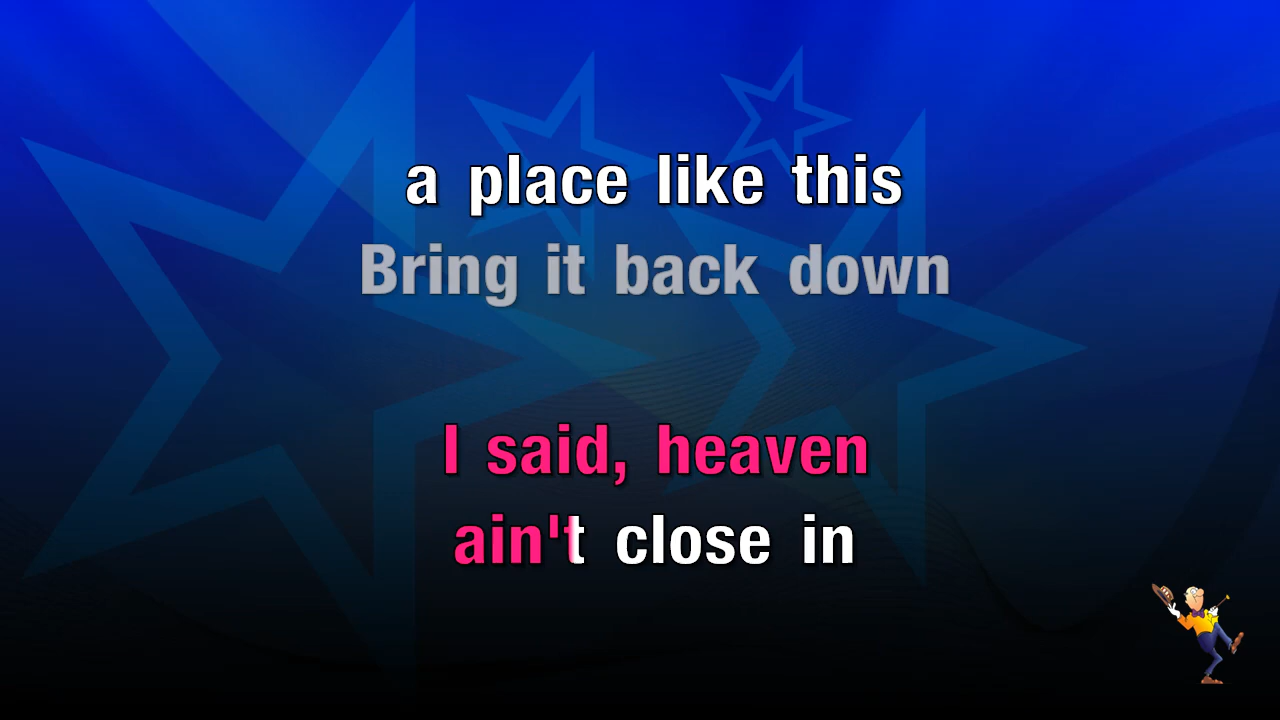 a place like this
Bring it back down
I said, heaven
ain't close in